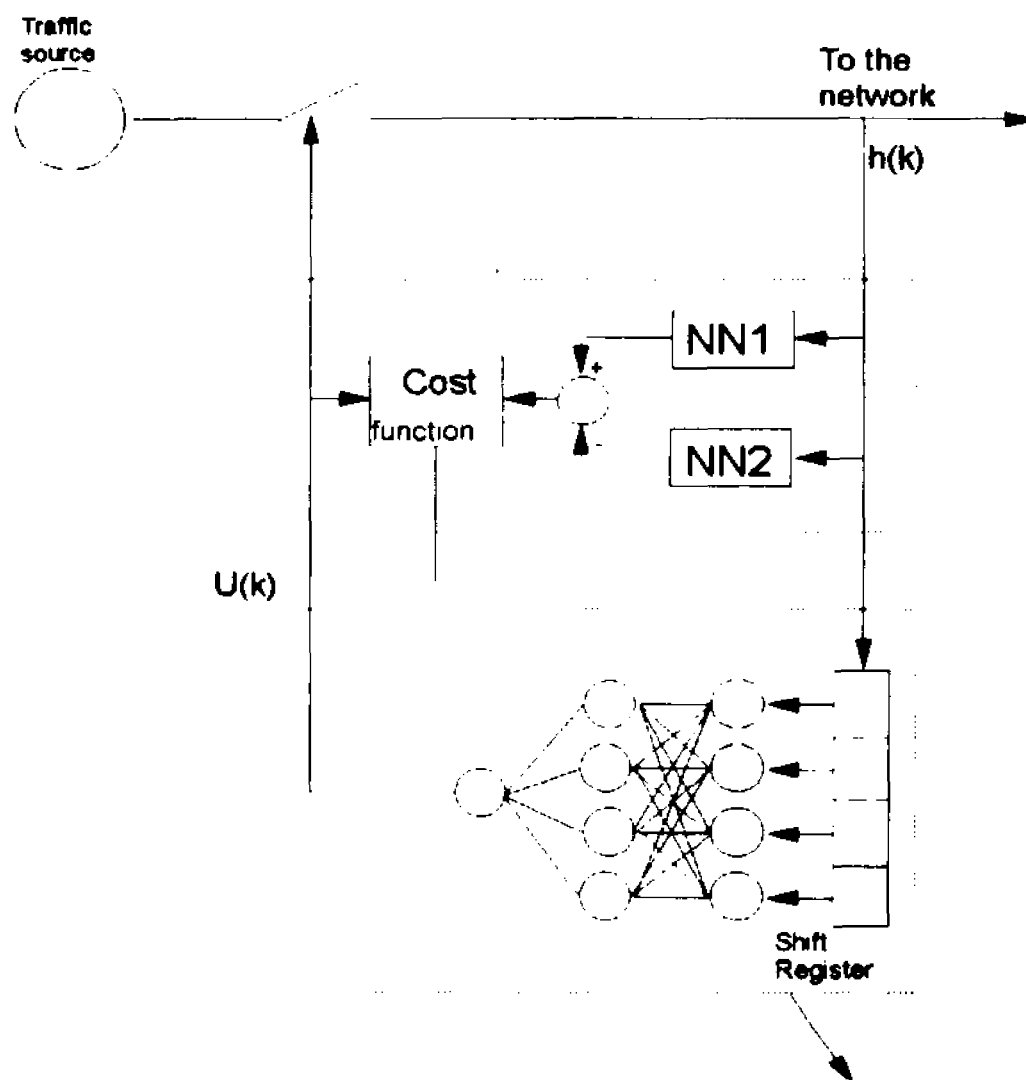 Traffic
source
To the
network
h(k)
NN1
+
Cost
function
-
NN2
U(k)
Shift
Register